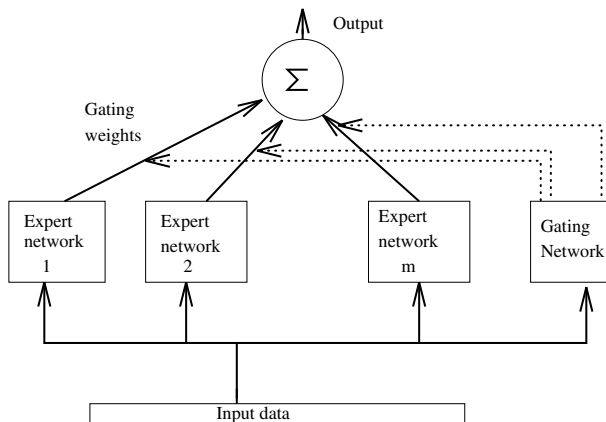 Output
Σ
Gating
weights
Expert
network
1
Expert
network
2
Expert
network
m
Gating
Network
Input data